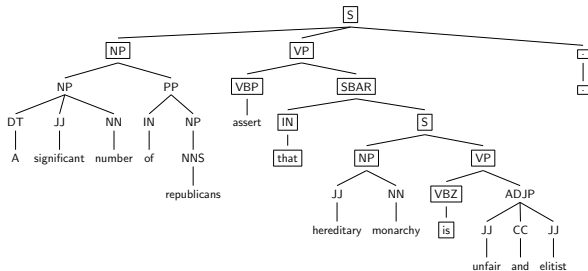 S
NP VP .
NP PP VBP SBAR .
DT JJ NN IN NP assert IN S
A significant number of NNS that NP VP
republicans JJ NN VBZ ADJP
hereditary monarchy is JJ CC JJ
unfair and elitist